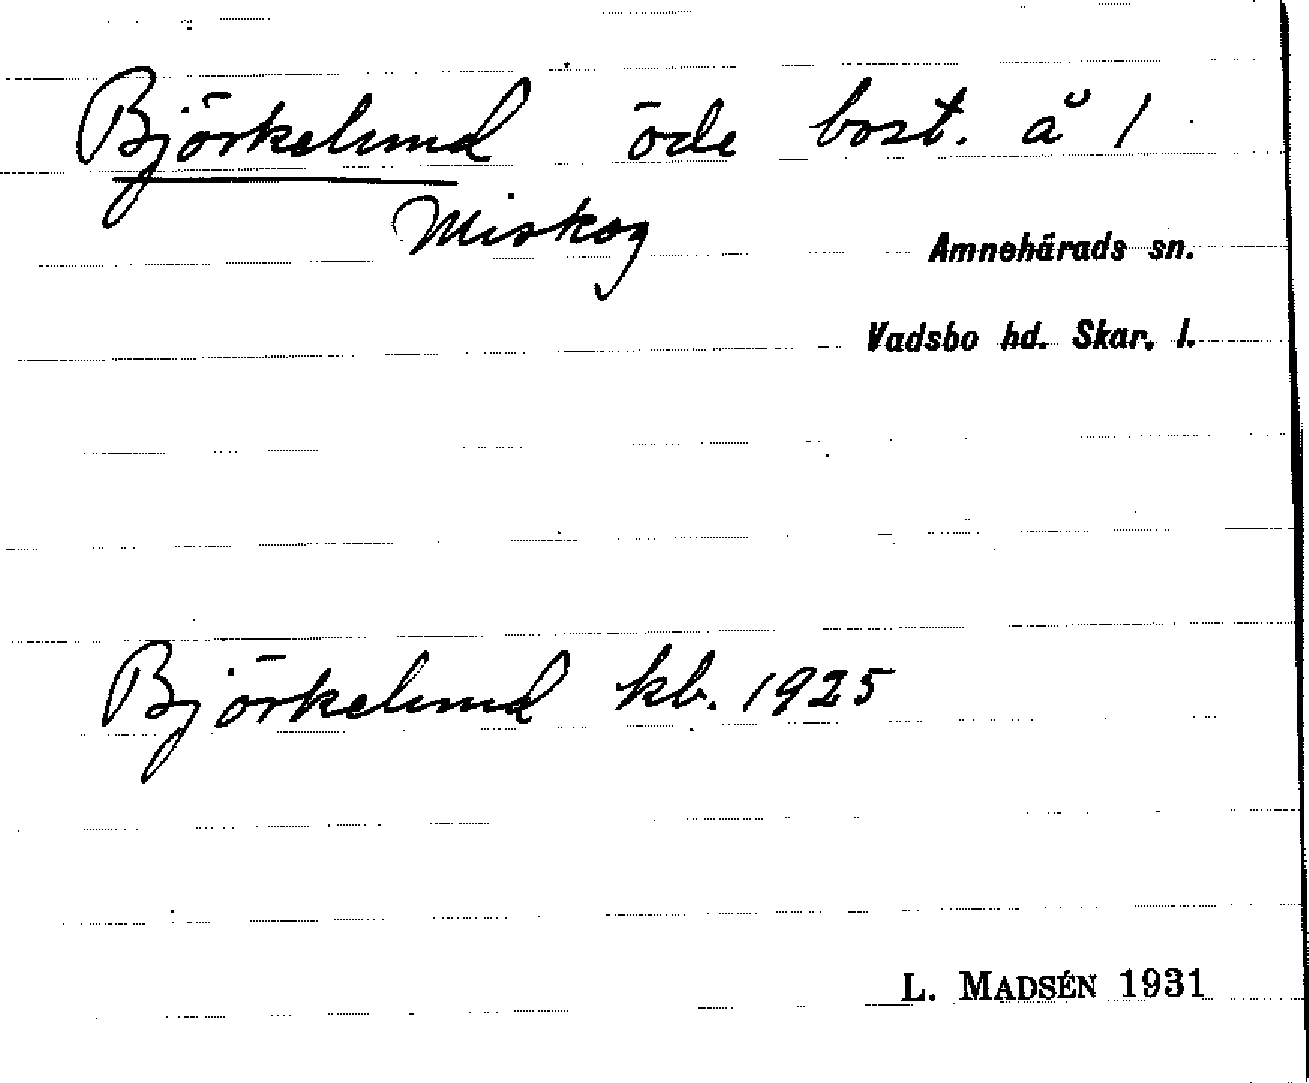 Björkelund öde bost. å 1
Miskog
Amnehärads sn.
Vadsbo hd. Skar. l.
Björkelund kb. 1925
L. MADSÉN 1931